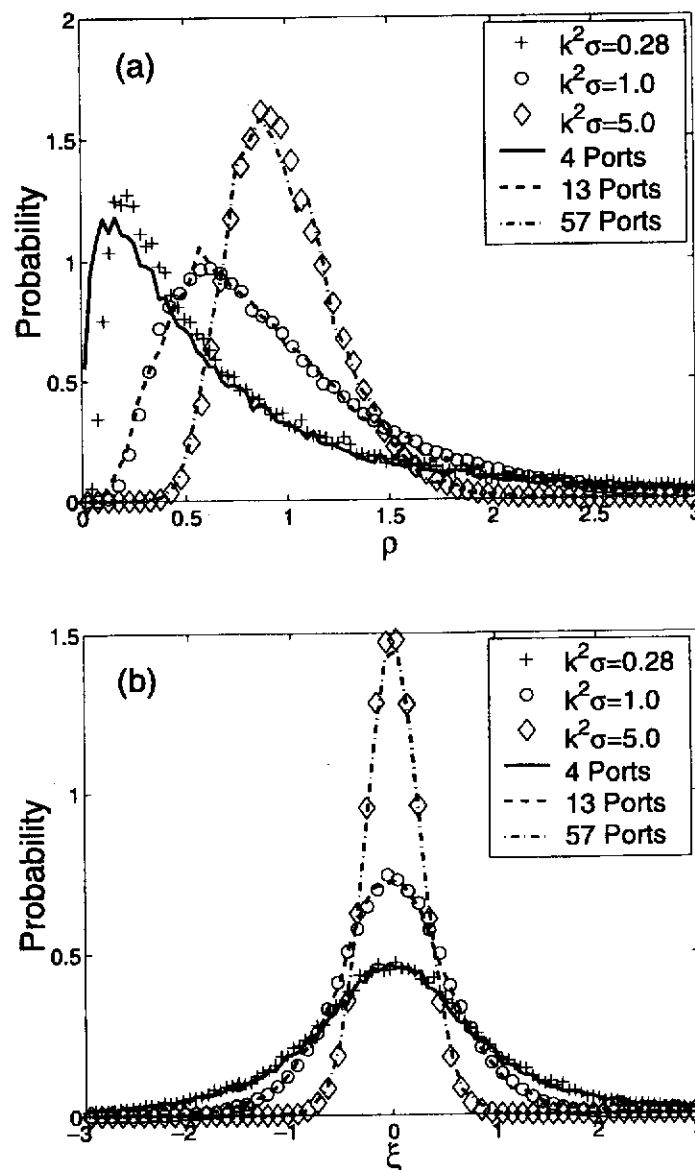 2
(a)
k²σ=0.28
k²σ=1.0
k²σ=5.0
4 Ports
13 Ports
57 Ports
1.5
1
0.5
0
Probability
0 0.5 1 1.5 2 2.5 3
ρ
1.5
(b)
k²σ=0.28
k²σ=1.0
k²σ=5.0
4 Ports
13 Ports
57 Ports
1
0.5
0
Probability
−3 −2 −1 0 1 2 3
ξ